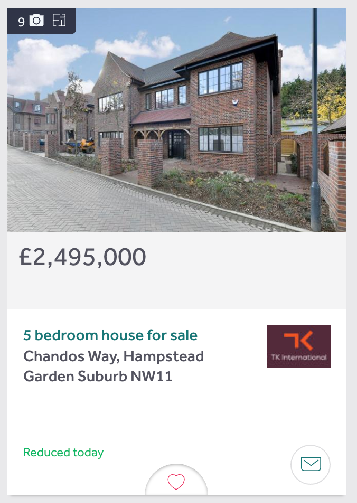 9
£2,495,000
5 bedroom house for sale
Chandos Way, Hampstead
Garden Suburb NW11
TK International
Reduced today